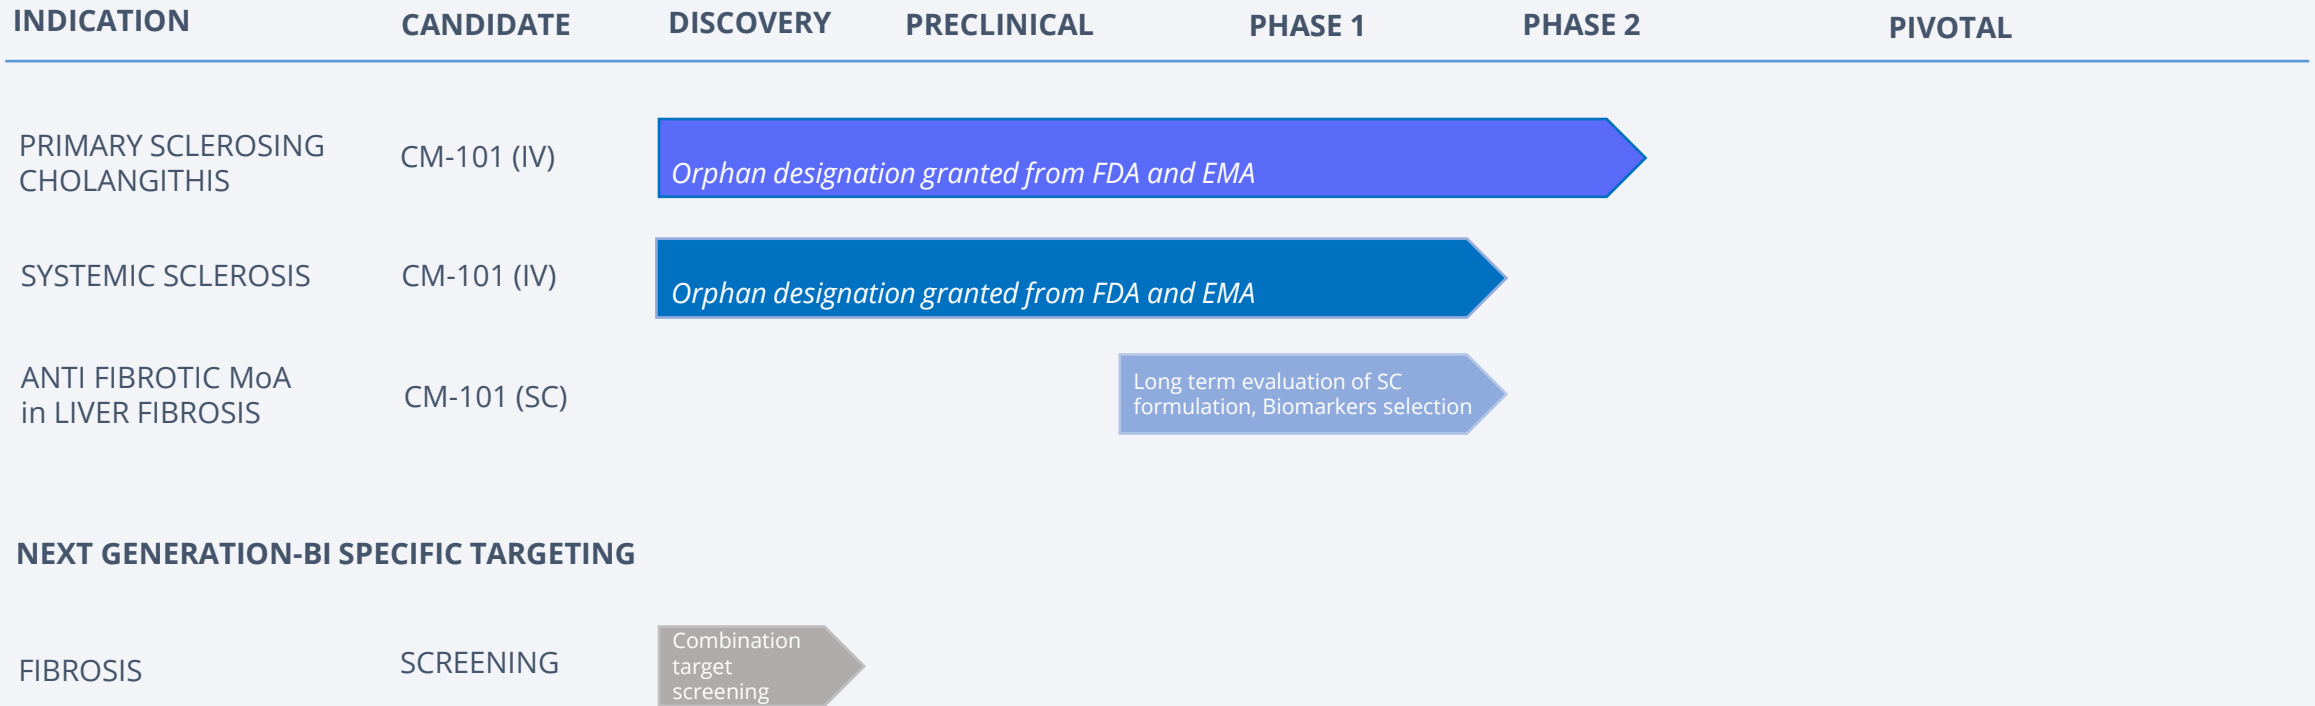 INDICATION
CANDIDATE
DISCOVERY
PRECLINICAL
PHASE 1
PHASE 2
PIVOTAL
PRIMARY SCLEROSING
CHOLANGITHIS
CM-101 (IV)
Orphan designation granted from FDA and EMA
SYSTEMIC SCLEROSIS
CM-101 (IV)
Orphan designation granted from FDA and EMA
ANTI FIBROTIC MoA
in LIVER FIBROSIS
CM-101 (SC)
Long term evaluation of SC
formulation, Biomarkers selection
NEXT GENERATION-BI SPECIFIC TARGETING
FIBROSIS
SCREENING
Combination
target
screening